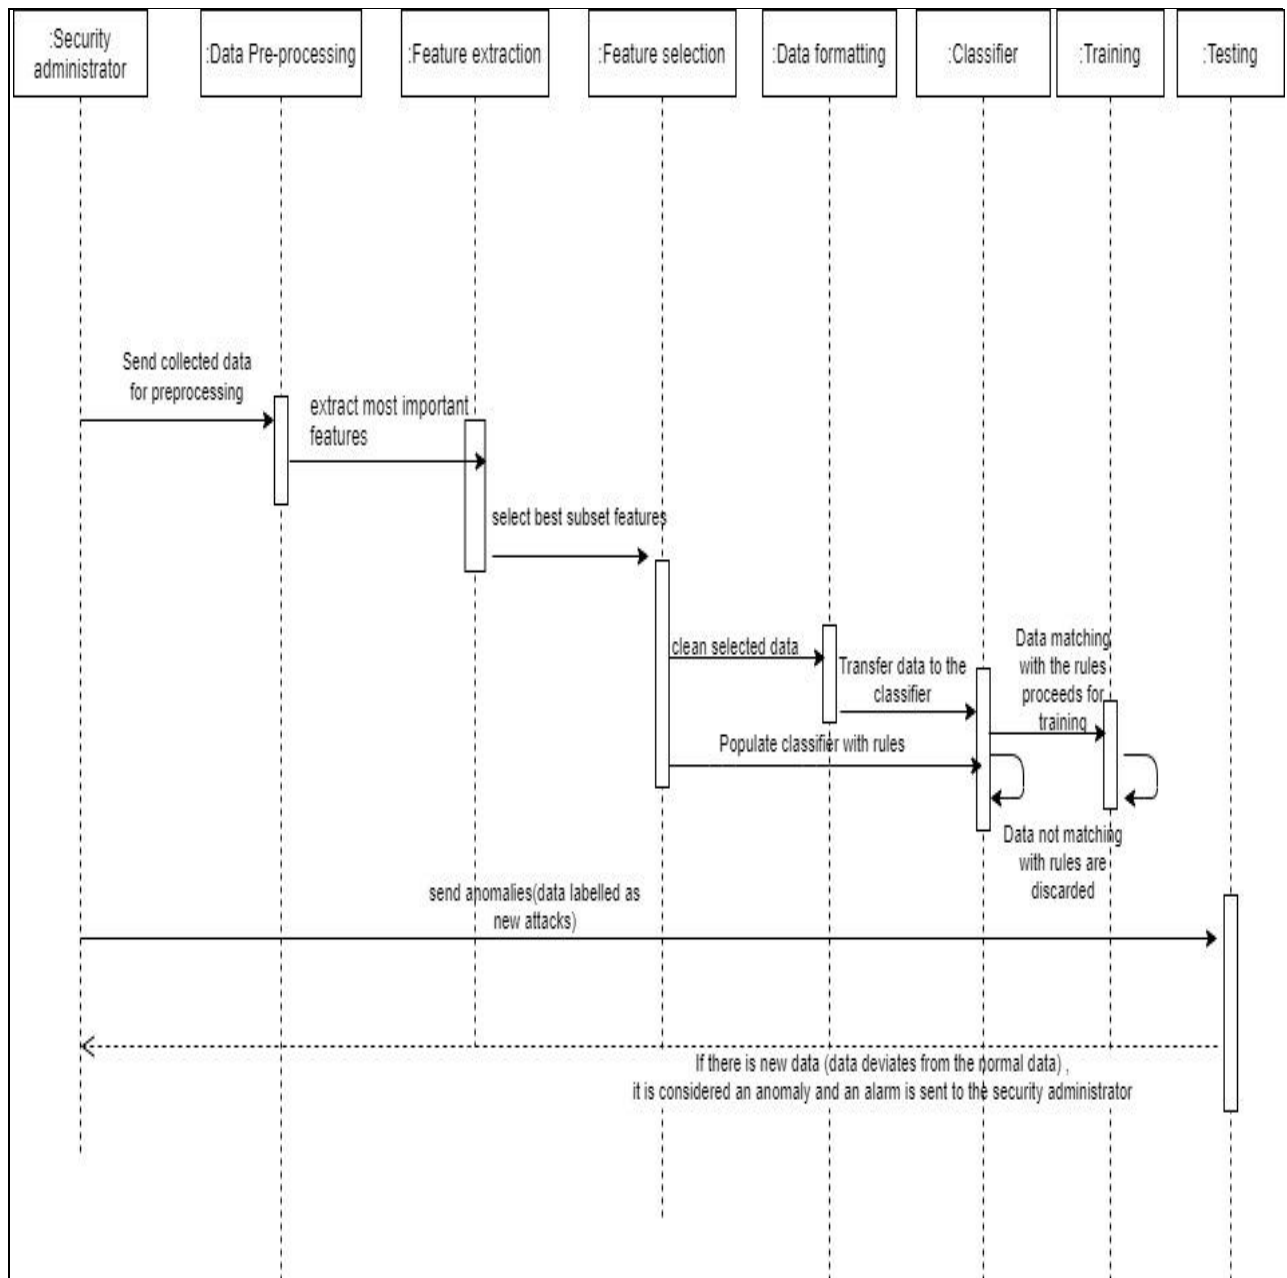 :Security
administrator
:Data Pre-processing
:Feature extraction
:Feature selection
:Data formatting
:Classifier
:Training
:Testing
Send collected data
for preprocessing
extract most important
features
select best subset features
clean selected data
Transfer data to the
classifier
Data matching
with the rules
proceeds for
training
Populate classifier with rules
Data not matching
with rules are
discarded
send anomalies(data labelled as
new attacks)
If there is new data (data deviates from the normal data) ,
it is considered an anomaly and an alarm is sent to the security administrator